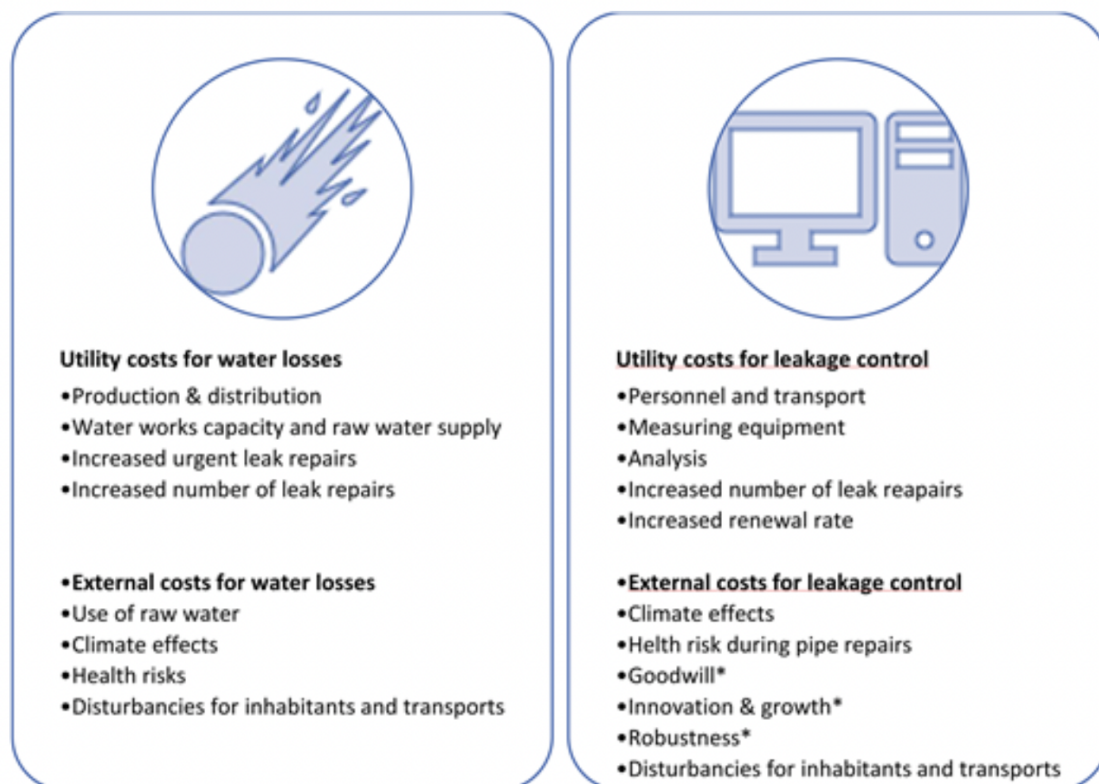 Utility costs for water losses
•Production & distribution
•Water works capacity and raw water supply
•Increased urgent leak repairs
•Increased number of leak repairs
•External costs for water losses
•Use of raw water
•Climate effects
•Health risks
•Disturbancies for inhabitants and transports
Utility costs for leakage control
•Personnel and transport
•Measuring equipment
•Analysis
•Increased number of leak reapairs
•Increased renewal rate
•External costs for leakage control
•Climate effects
•Helth risk during pipe repairs
•Goodwill*
•Innovation & growth*
•Robustness*
•Disturbancies for inhabitants and transports